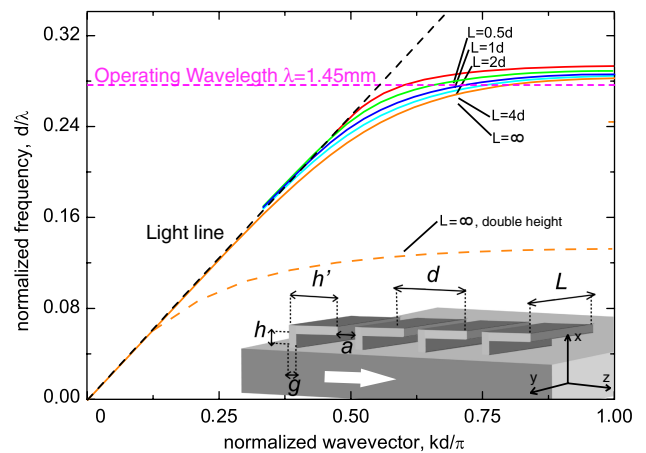 0.32
0.24
0.16
0.08
0.00
normalized frequency, d/λ
Operating Wavelegth λ=1.45mm
L=0.5d
L=1d
L=2d
L=4d
L=∞
Light line
L=∞, double height
h'
d
L
h
a
g
x
y
z
0
0.25
0.50
0.75
1.00
normalized wavevector, kd/π